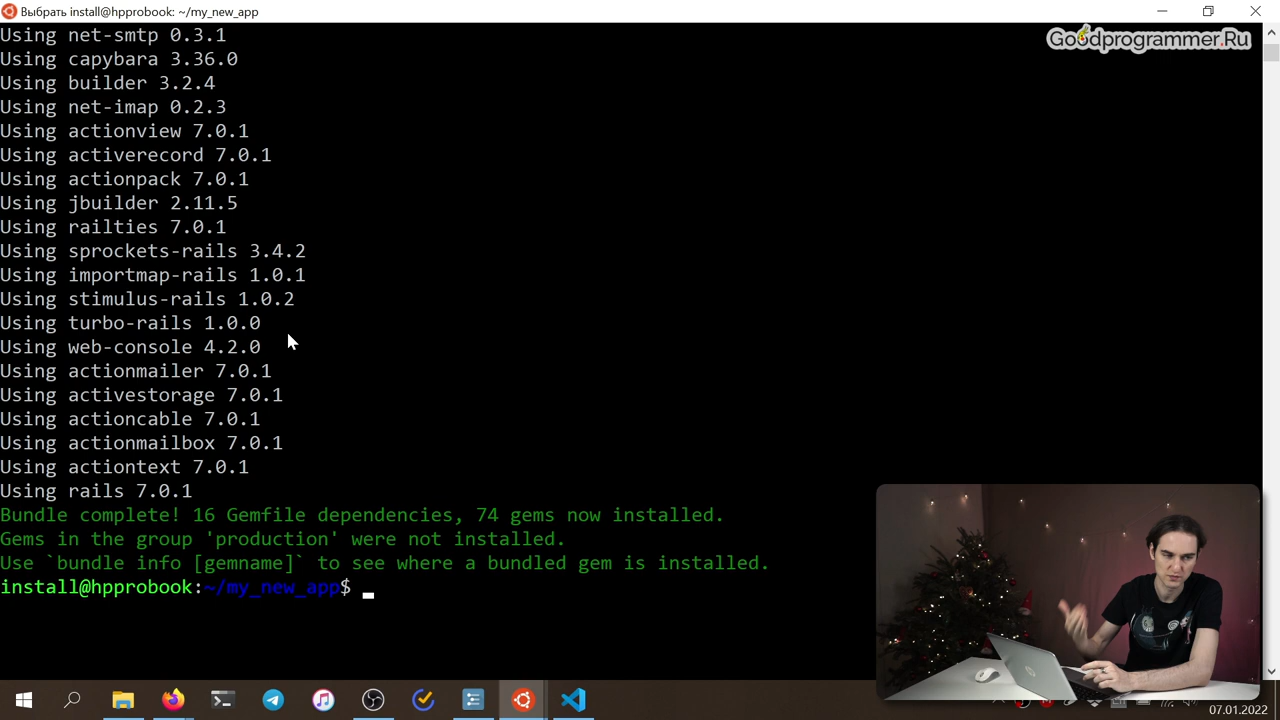 Выбрать install@hpprobook: ~/my_new_app
Goodprogrammer.Ru
Using net-smtp 0.3.1
Using capybara 3.36.0
Using builder 3.2.4
Using net-imap 0.2.3
Using actionview 7.0.1
Using activerecord 7.0.1
Using actionpack 7.0.1
Using jbuilder 2.11.5
Using railties 7.0.1
Using sprockets-rails 3.4.2
Using importmap-rails 1.0.1
Using stimulus-rails 1.0.2
Using turbo-rails 1.0.0
Using web-console 4.2.0
Using actionmailer 7.0.1
Using activestorage 7.0.1
Using actioncable 7.0.1
Using actionmailbox 7.0.1
Using actiontext 7.0.1
Using rails 7.0.1
Bundle complete! 16 Gemfile dependencies, 74 gems now installed.
Gems in the group 'production' were not installed.
Use `bundle info [gemname]` to see where a bundled gem is installed.
install@hpprobook:~/my_new_app$
07.01.2022